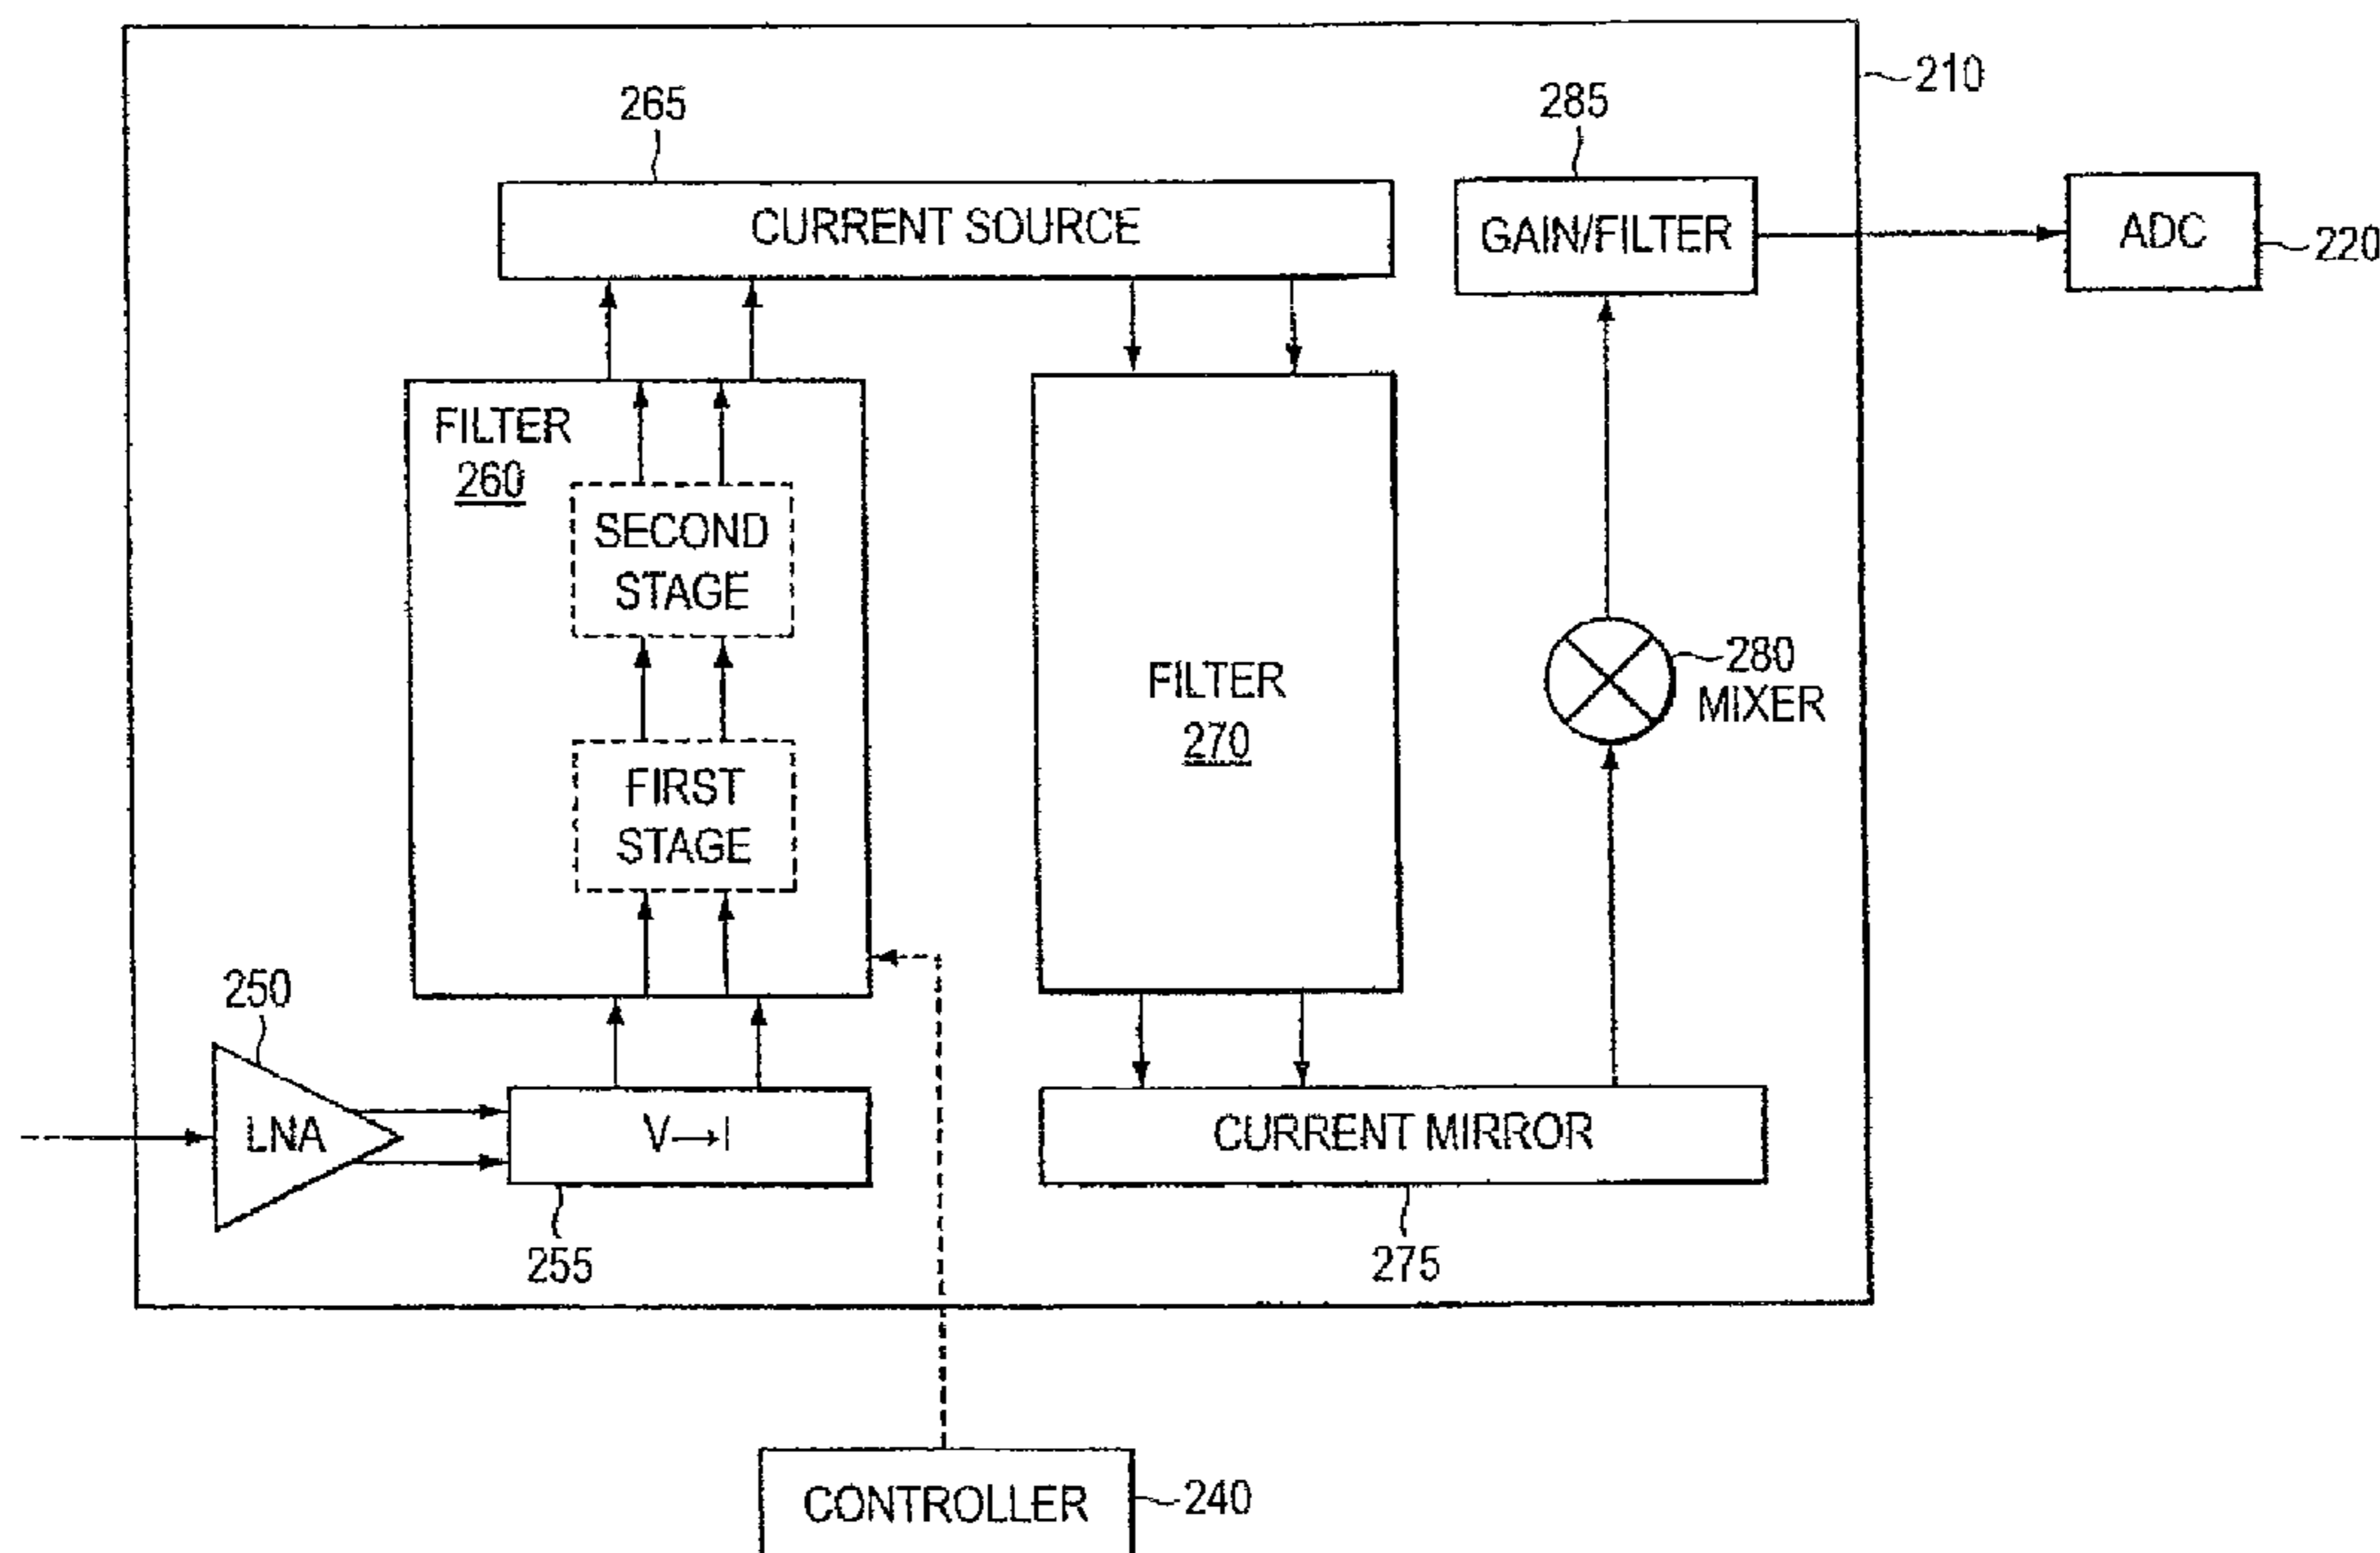 210
265
285
CURRENT SOURCE
GAIN/FILTER
ADC
220
FILTER
260
SECOND
STAGE
FIRST
STAGE
FILTER
270
280
MIXER
250
LNA
V→I
CURRENT MIRROR
255
275
CONTROLLER
240